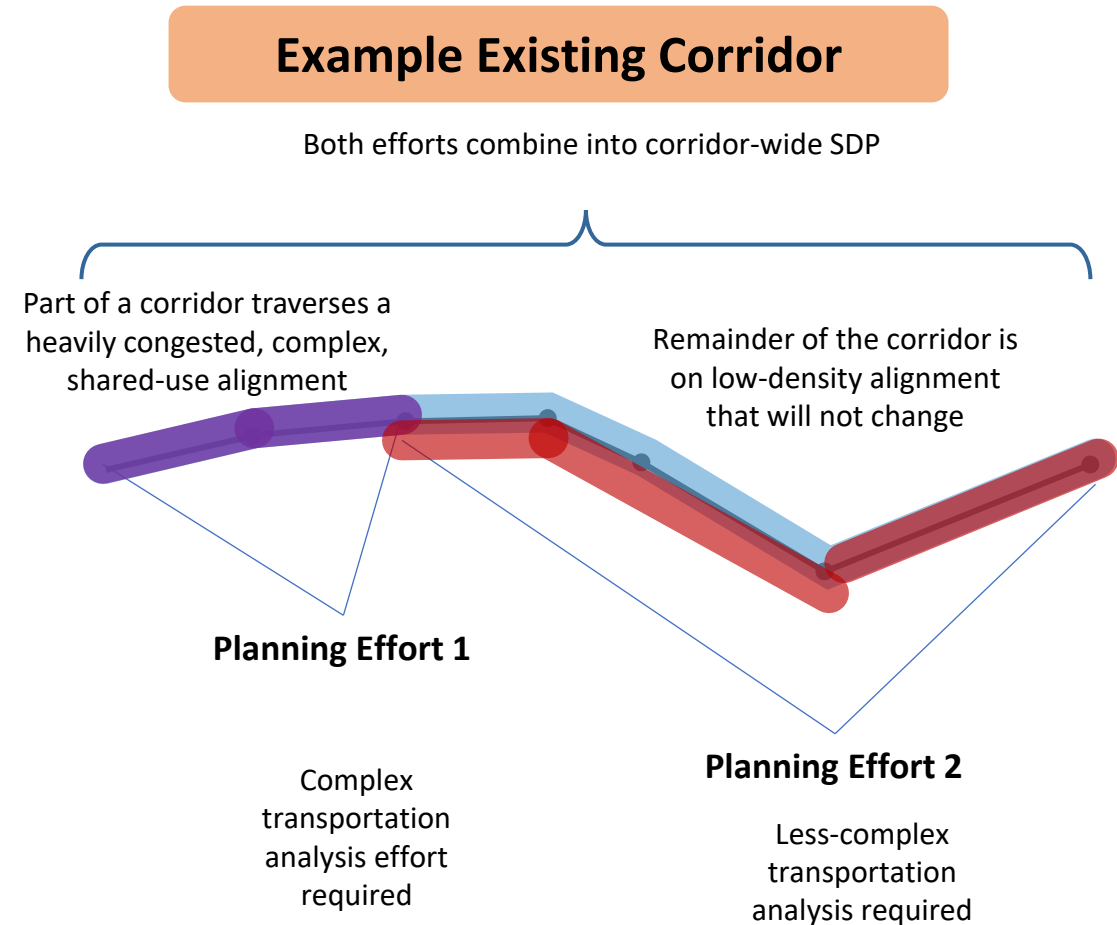 Example Existing Corridor
Both efforts combine into corridor-wide SDP
Part of a corridor traverses a
heavily congested, complex,
shared-use alignment
Remainder of the corridor is
on low-density alignment
that will not change
Planning Effort 1
Planning Effort 2
Complex
transportation
analysis effort
required
Less-complex
transportation
analysis required